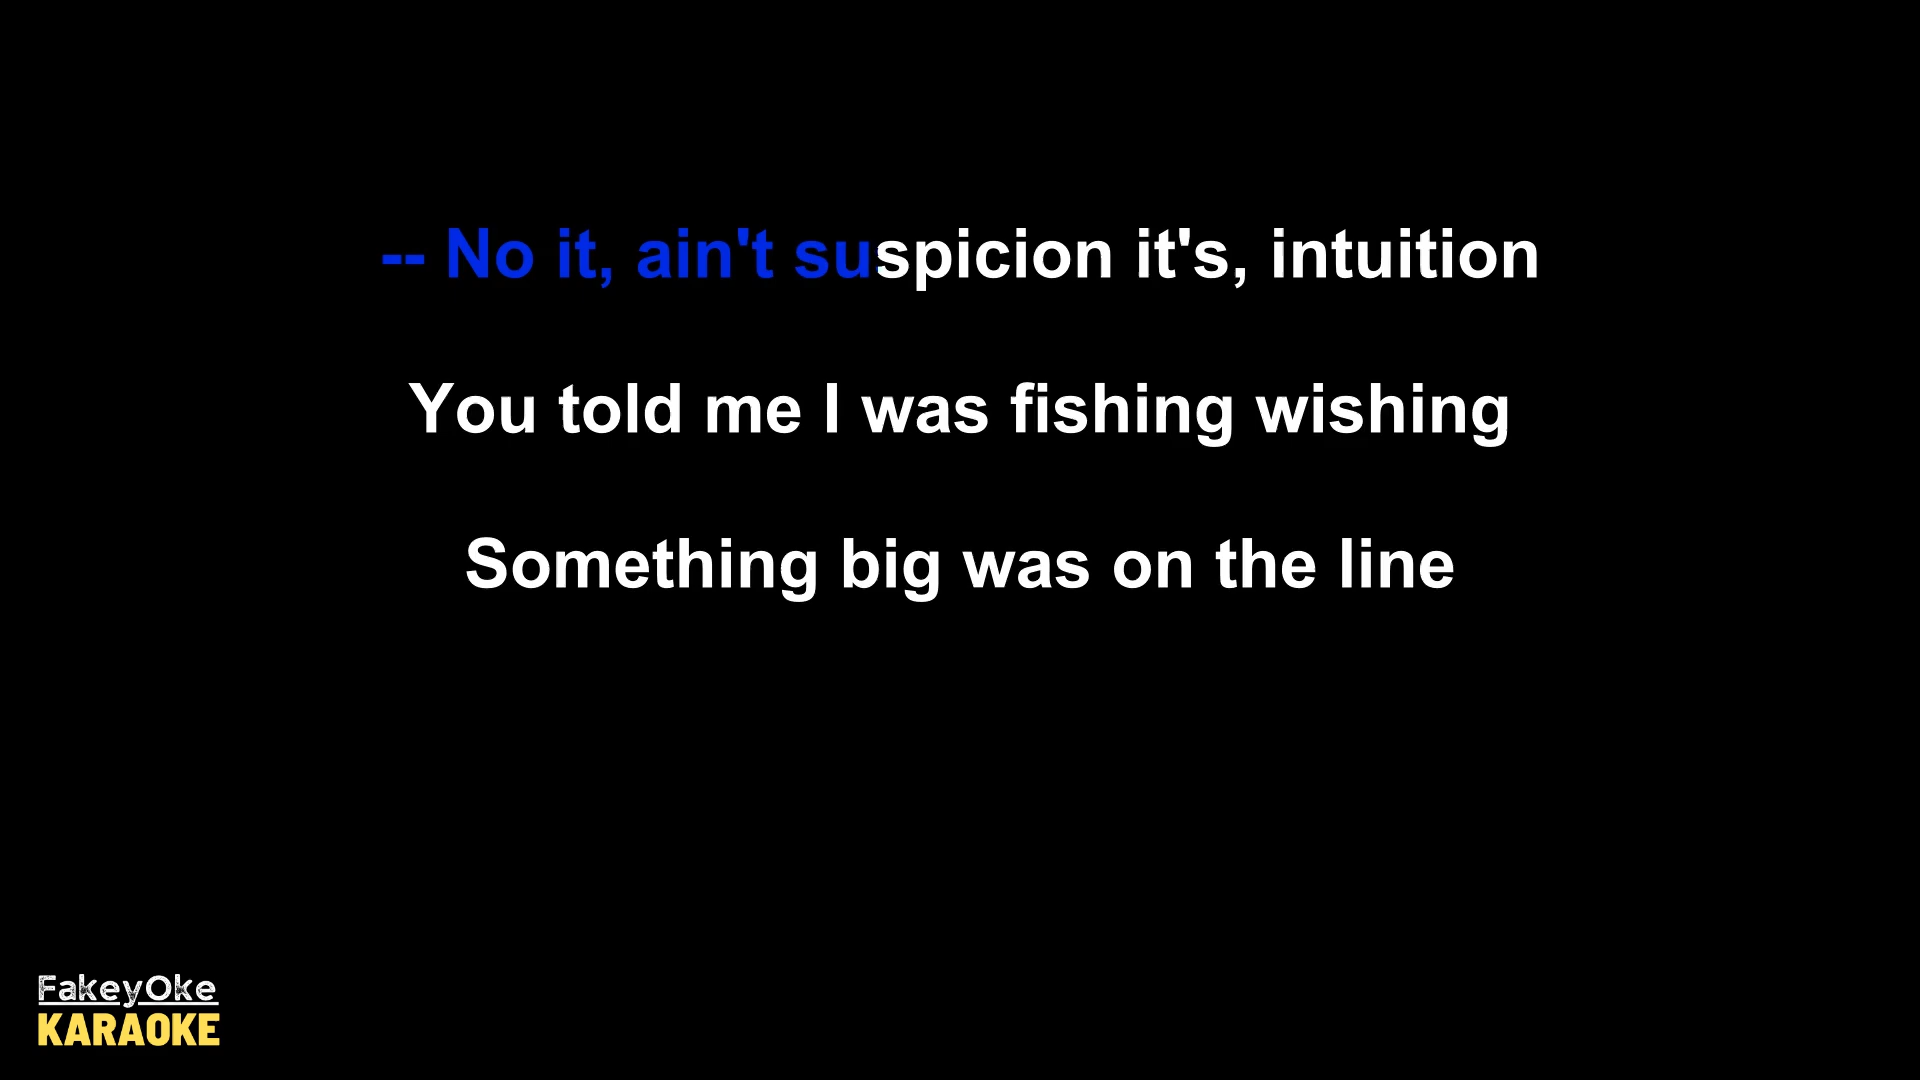 -- No it, ain't suspicion it's, intuition
You told me I was fishing wishing
Something big was on the line
FakeyOke
KARAOKE